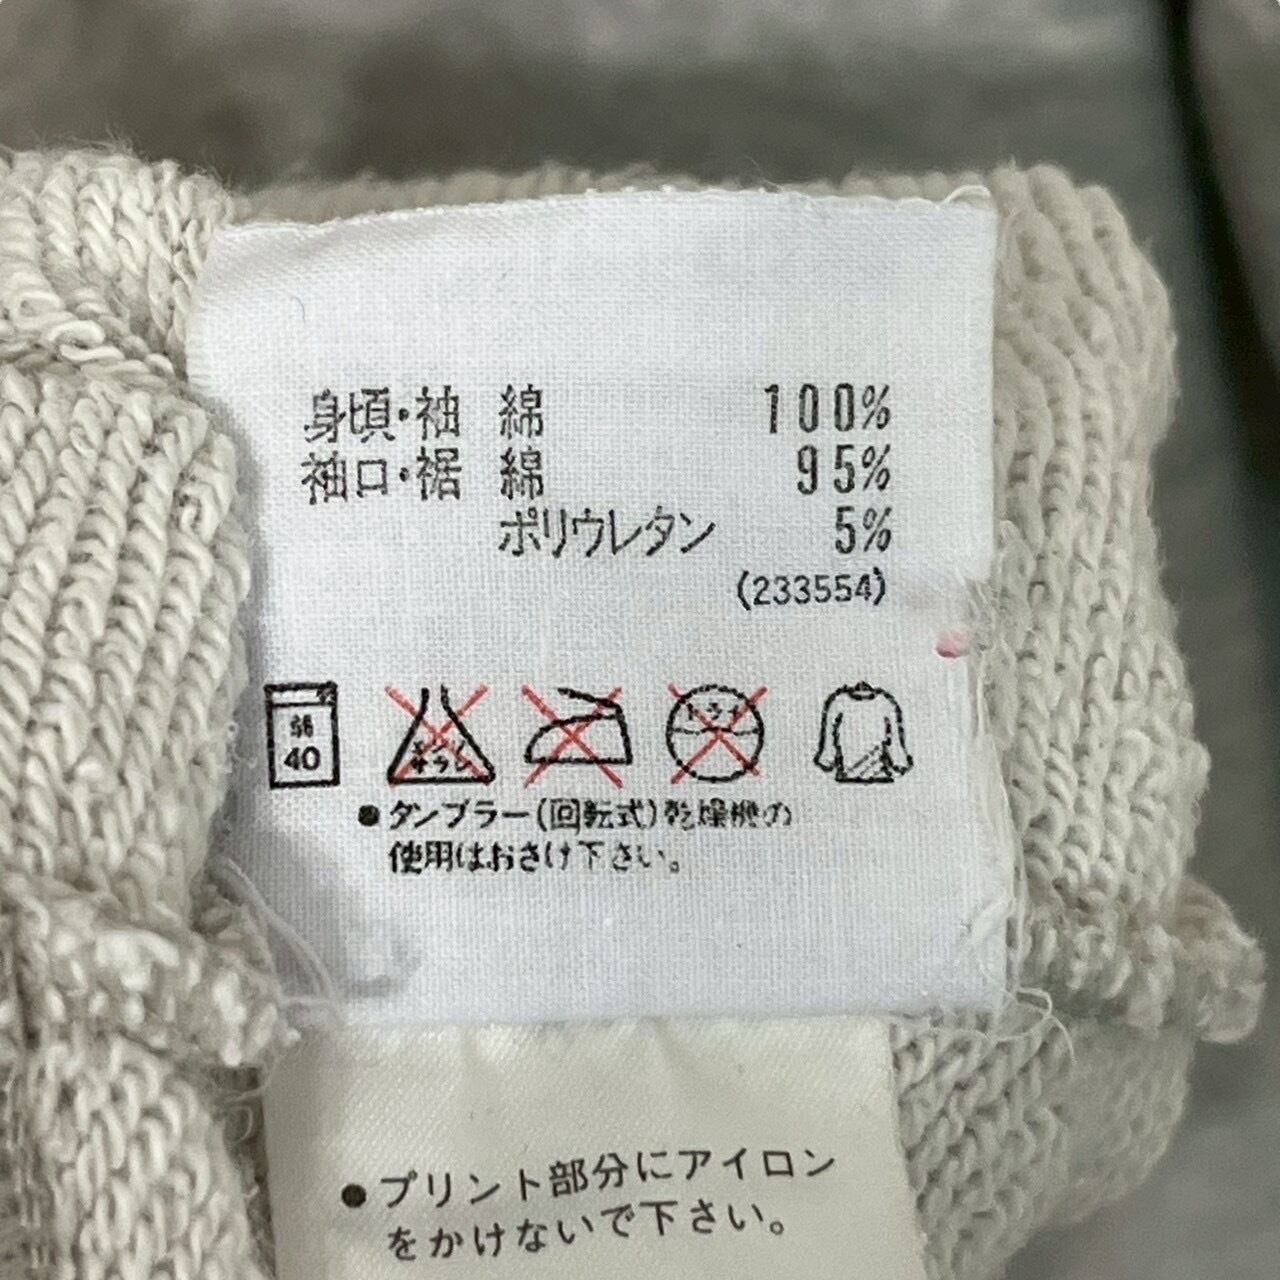 身頃・袖 綿 100%
袖口・裾 綿 95%
ポリウレタン 5%
(233554)
弱 40 エンソ サラシ ドライ
●タンブラー(回転式)乾燥機の
使用はおさけ下さい。
●プリント部分にアイロン
をかけないで下さい。